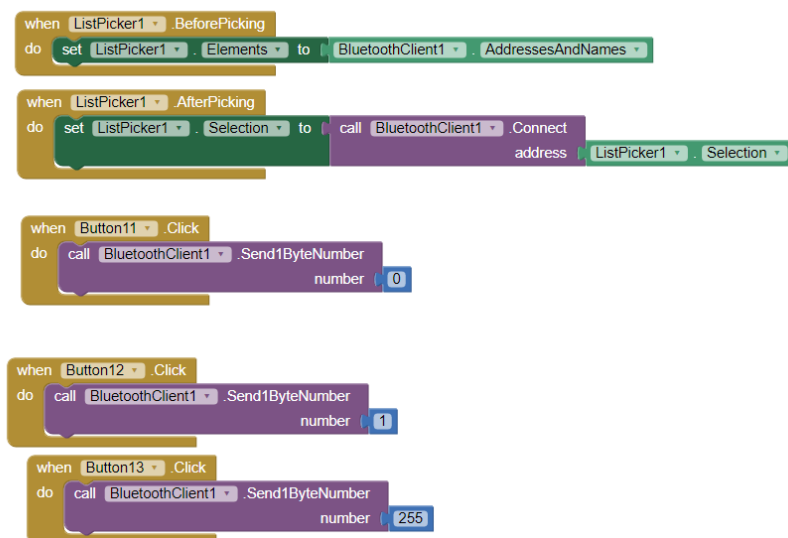 when ListPicker1 .BeforePicking
do set ListPicker1 . Elements to BluetoothClient1 . AddressesAndNames
when ListPicker1 .AfterPicking
do set ListPicker1 . Selection to call BluetoothClient1 .Connect
address ListPicker1 . Selection
when Button11 .Click
do call BluetoothClient1 .Send1ByteNumber
number 0
when Button12 .Click
do call BluetoothClient1 .Send1ByteNumber
number 1
when Button13 .Click
do call BluetoothClient1 .Send1ByteNumber
number 255